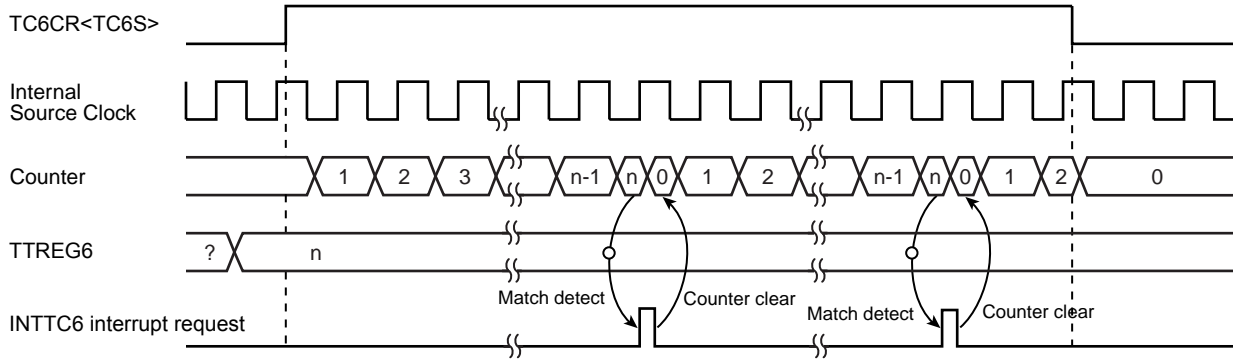 TC6CR<TC6S>
Internal
Source Clock
Counter
1 2 3 n-1 n 0 1 2 n-1 n 0 1 2 0
TTREG6
? n
Match detect Counter clear Match detect Counter clear
INTTC6 interrupt request